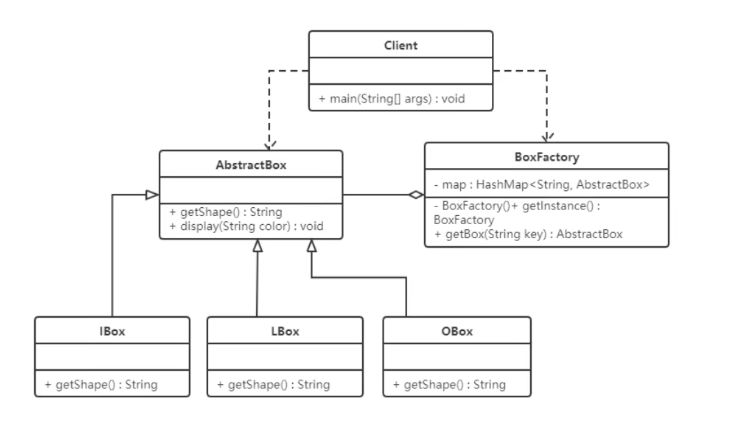 Client
+ main(String[] args) : void
AbstractBox
+ getShape() : String
+ display(String color) : void
BoxFactory
- map : HashMap<String, AbstractBox>
- BoxFactory()+ getInstance() :
BoxFactory
+ getBox(String key) : AbstractBox
IBox
+ getShape() : String
LBox
+ getShape() : String
OBox
+ getShape() : String